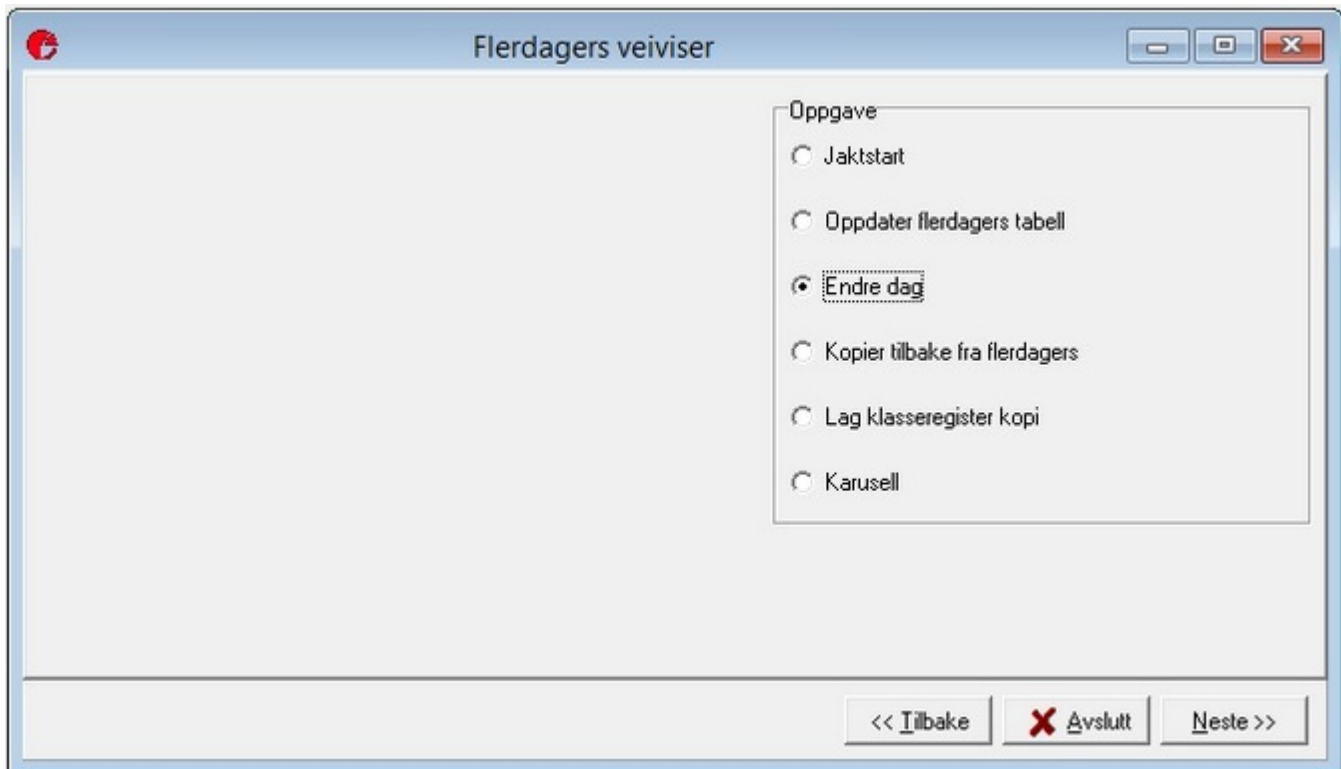 Flerdagers veiviser
Oppgave
Jaktstart
Oppdater flerdagers tabell
Endre dag
Kopier tilbake fra flerdagers
Lag klasseregister kopi
Karusell
<< Tilbake
Avslutt
Neste >>